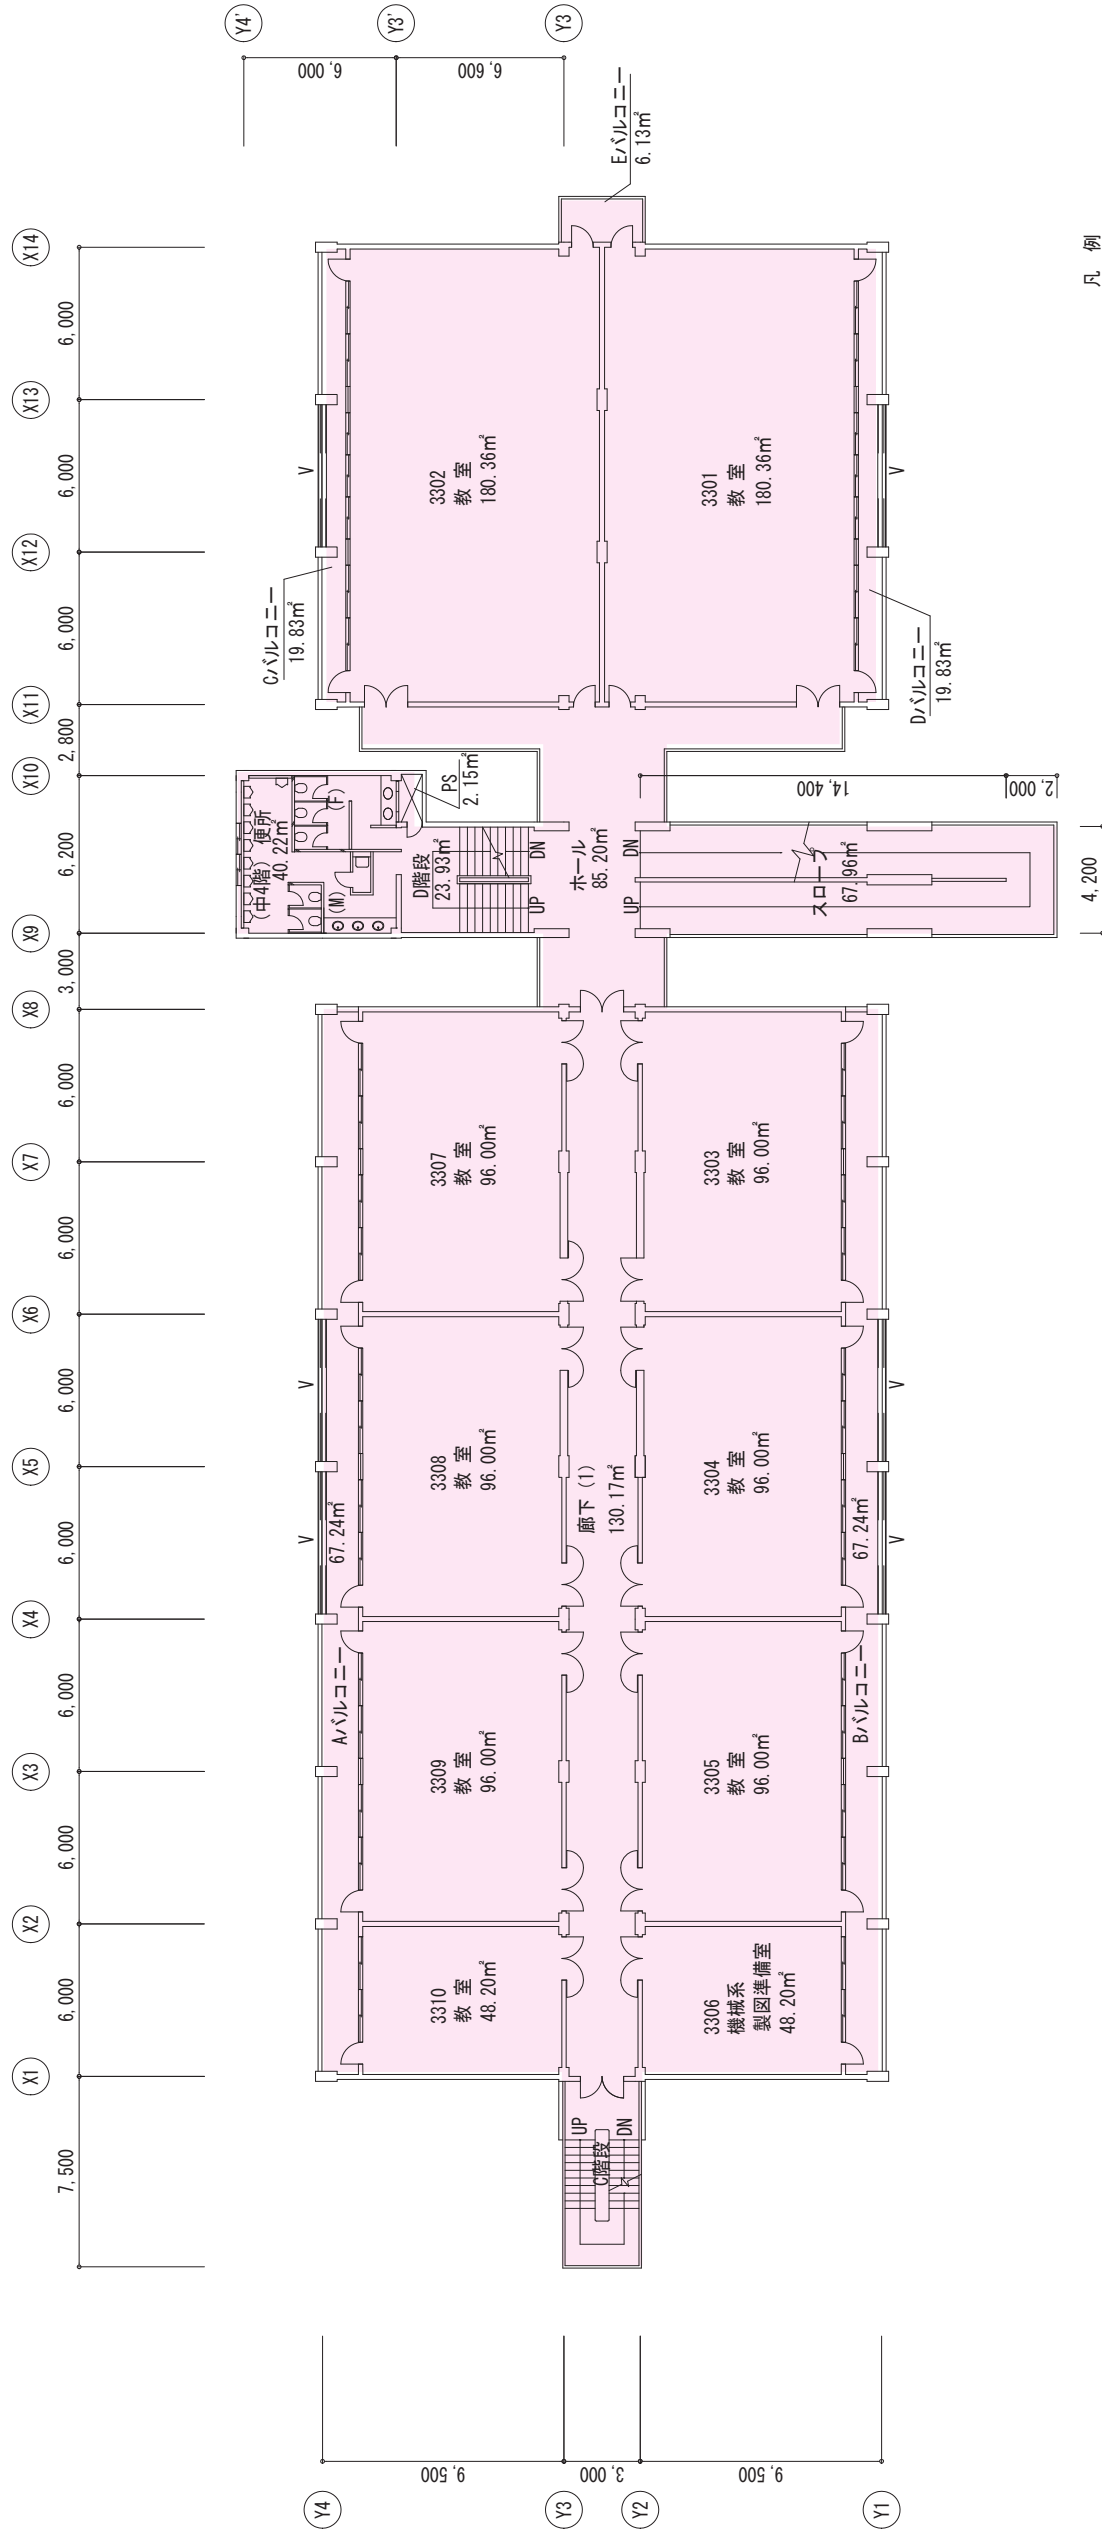 X1
X2
X3
X4
X5
X6
X7
X8
X9
X10
X11
X12
X13
X14
7,500
6,000
6,000
6,000
6,000
6,000
6,000
6,000
3,000
6,200
2,800
6,000
6,000
6,000
Y4'
Y3'
Y3
6,000
6,600
Y4
Y3
Y2
Y1
9,500
3,000
9,500
V
V
V
Aバルコニー
67.24㎡
Cバルコニー
19.83㎡
(中4階) 便所
40.22㎡
(M)
(F)
PS
2.15㎡
D階段
23.93㎡
UP
DN
3310
教 室
48.20㎡
3309
教 室
96.00㎡
3308
教 室
96.00㎡
3307
教 室
96.00㎡
3302
教 室
180.36㎡
Eバルコニー
6.13㎡
C階段
UP
DN
廊下 (1)
130.17㎡
ホール
85.20㎡
UP
DN
3306
機械系
製図準備室
48.20㎡
3305
教 室
96.00㎡
3304
教 室
96.00㎡
3303
教 室
96.00㎡
3301
教 室
180.36㎡
スロープ
67.96㎡
14,400
2,000
4,200
Bバルコニー
67.24㎡
Dバルコニー
19.83㎡
V
V
V
凡 例